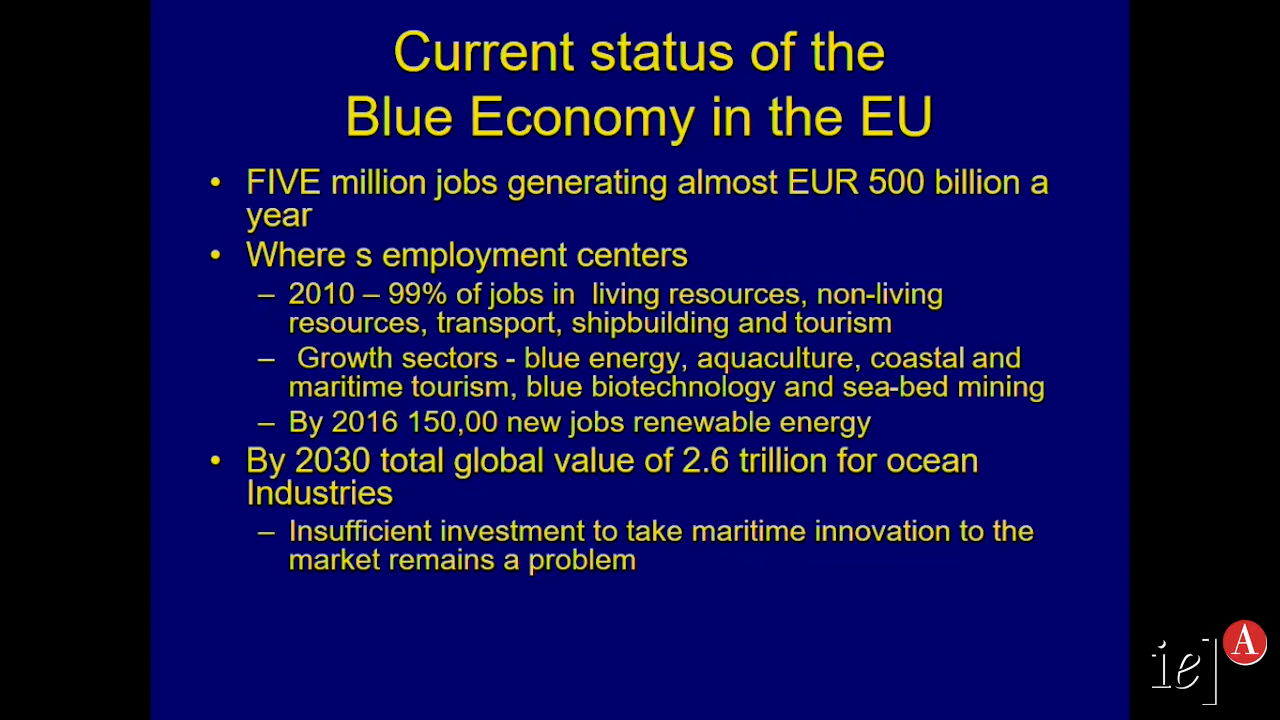 Current status of the
Blue Economy in the EU
• FIVE million jobs generating almost EUR 500 billion a
year
• Where s employment centers
– 2010 – 99% of jobs in living resources, non-living
resources, transport, shipbuilding and tourism
– Growth sectors - blue energy, aquaculture, coastal and
maritime tourism, blue biotechnology and sea-bed mining
– By 2016 150,00 new jobs renewable energy
• By 2030 total global value of 2.6 trillion for ocean
Industries
– Insufficient investment to take maritime innovation to the
market remains a problem
ie] A